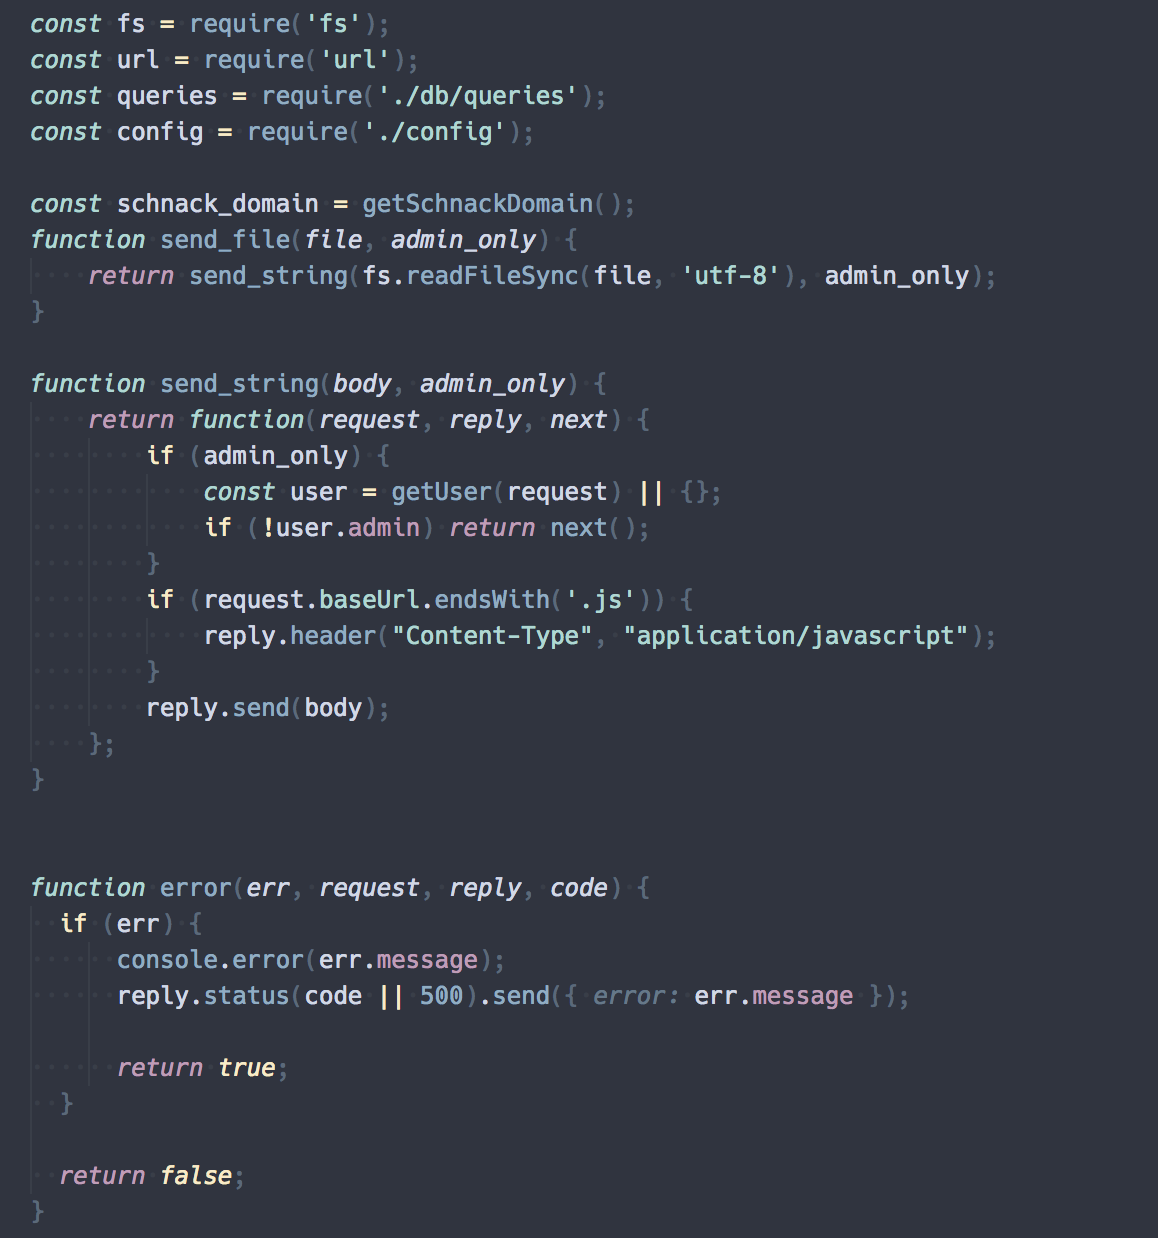 const fs = require('fs');
const url = require('url');
const queries = require('./db/queries');
const config = require('./config');

const schnack_domain = getSchnackDomain();
function send_file(file, admin_only) {
    return send_string(fs.readFileSync(file, 'utf-8'), admin_only);
}

function send_string(body, admin_only) {
    return function(request, reply, next) {
        if (admin_only) {
            const user = getUser(request) || {};
            if (!user.admin) return next();
        }
        if (request.baseUrl.endsWith('.js')) {
            reply.header("Content-Type", "application/javascript");
        }
        reply.send(body);
    };
}


function error(err, request, reply, code) {
  if (err) {
      console.error(err.message);
      reply.status(code || 500).send({ error: err.message });

      return true;
  }

  return false;
}